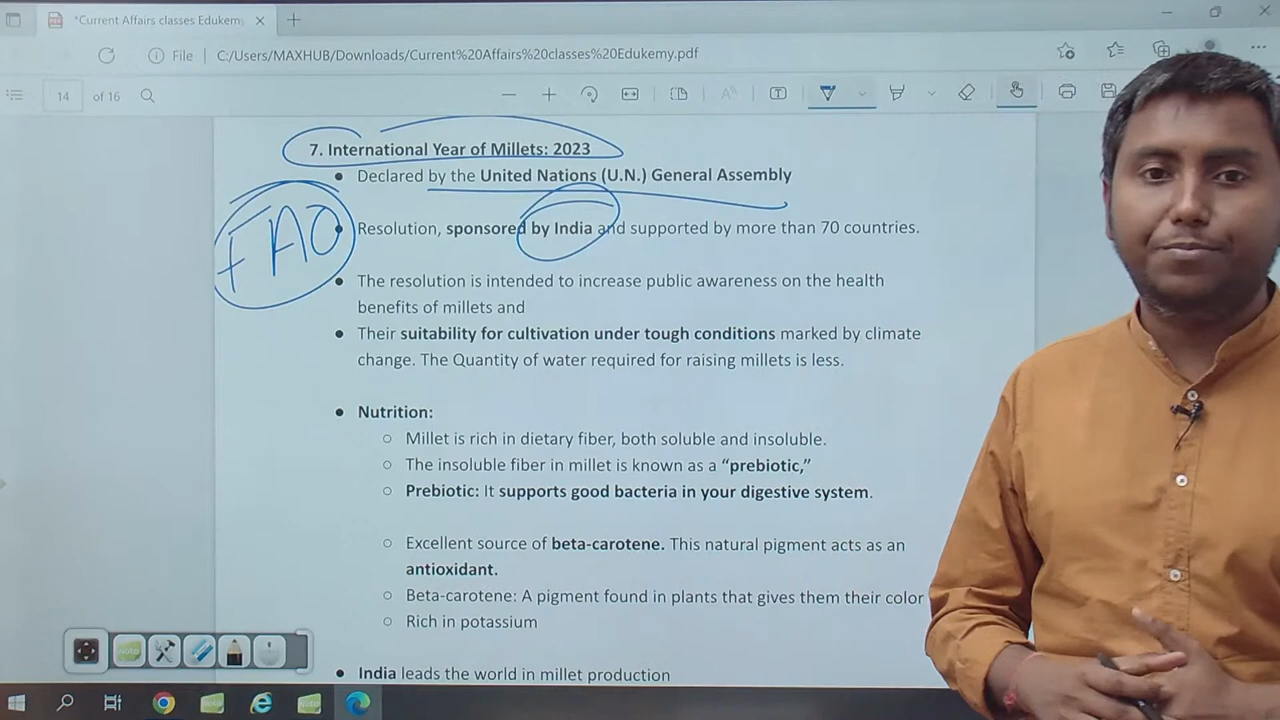 *Current Affairs classes Edukemy
File C:/Users/MAXHUB/Downloads/Current%20Affairs%20classes%20Edukemy.pdf
14 of 16
7. International Year of Millets: 2023
● Declared by the United Nations (U.N.) General Assembly
FAO
● Resolution, sponsored by India and supported by more than 70 countries.
● The resolution is intended to increase public awareness on the health
benefits of millets and
● Their suitability for cultivation under tough conditions marked by climate
change. The Quantity of water required for raising millets is less.
● Nutrition:
○ Millet is rich in dietary fiber, both soluble and insoluble.
○ The insoluble fiber in millet is known as a “prebiotic,”
○ Prebiotic: It supports good bacteria in your digestive system.
○ Excellent source of beta-carotene. This natural pigment acts as an
antioxidant.
○ Beta-carotene: A pigment found in plants that gives them their color
○ Rich in potassium
● India leads the world in millet production